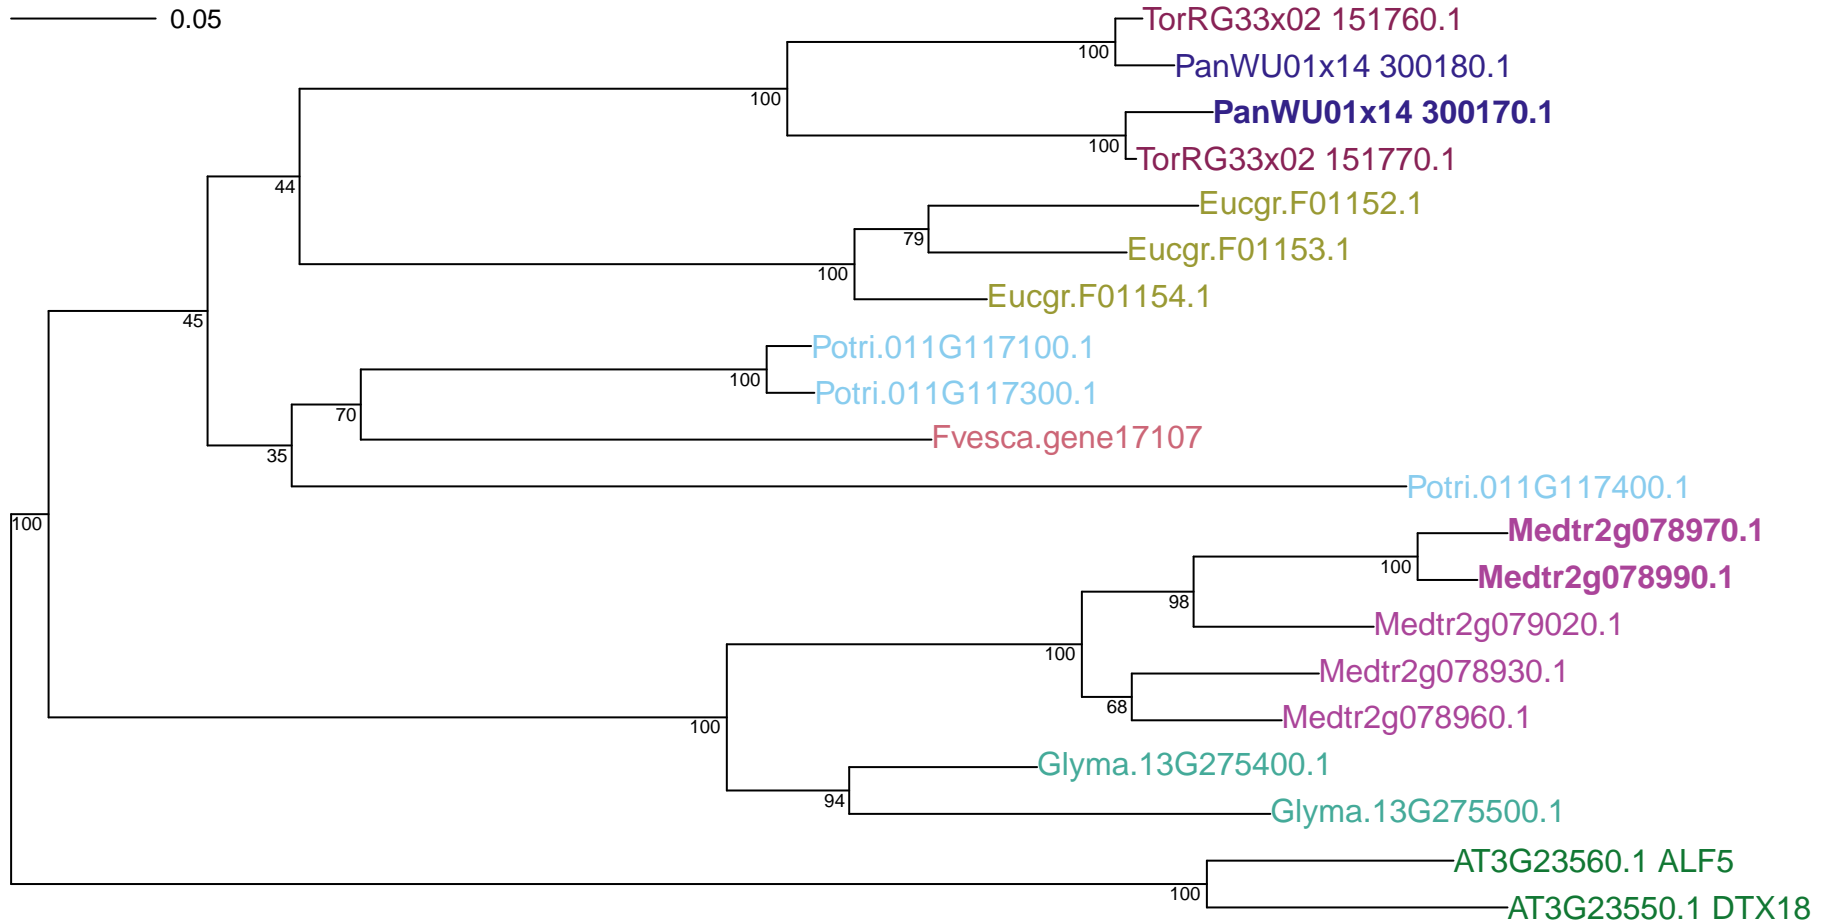 0.05
TorRG33x02 151760.1
100
PanWU01x14 300180.1
100
PanWU01x14 300170.1
100
TorRG33x02 151770.1
44
Eucgr.F01152.1
79
Eucgr.F01153.1
100
Eucgr.F01154.1
45
Potri.011G117100.1
100
Potri.011G117300.1
70
Fvesca.gene17107
35
Potri.011G117400.1
100
Medtr2g078970.1
100
Medtr2g078990.1
98
Medtr2g079020.1
100
Medtr2g078930.1
68
Medtr2g078960.1
100
Glyma.13G275400.1
94
Glyma.13G275500.1
AT3G23560.1 ALF5
100
AT3G23550.1 DTX18